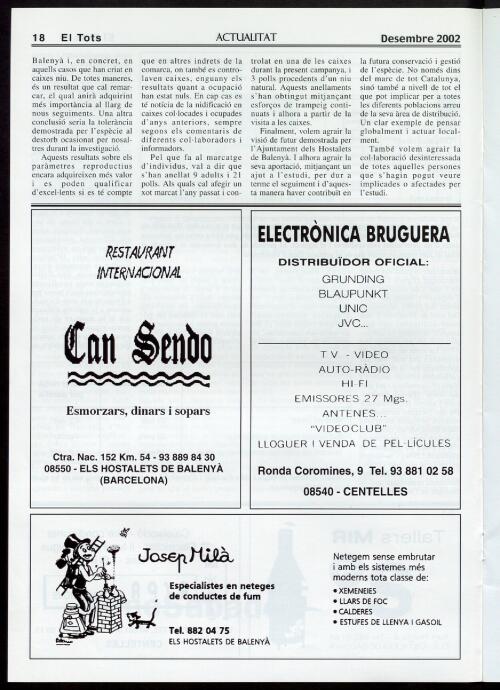 18 El Tots
ACTUALITAT
Desembre 2002
Balenyà i, en concret, en
aquells casos que han criat en
caixes niu. De totes maneres,
és un resultat que cal remar-
car, el qual anirà adquirint
més importància al llarg de
nous seguiments. Una altra
conclusió seria la tolerància
demostrada per l'espècie al
destorb ocasionat per nosal-
tres durant la investigació.
Aquests resultats sobre els
paràmetres reproductius
encara adquireixen més valor
i es poden qualificar
d'excel·lents si es té compte
que en altres indrets de la
comarca, on també es contro-
laven caixes, enguany els
resultats quant a ocupació
han estat nuls. En cap cas es
té notícia de la nidificació en
caixes col·locades i ocupades
d'anys anteriors, sempre
segons els comentaris de
diferents col·laboradors i
informadors.
Pel que fa al marcatge
d'individus, val a dir que
s'han anellat 9 adults i 21
polls. Als quals cal afegir un
xot marcat l'any passat i con-
trolat en una de les caixes
durant la present campanya, i
3 polls procedents d'un niu
natural. Aquests anellaments
s'han obtingut mitjançant
esforços de trampeig conti-
nuats i alhora a partir de la
visita a les caixes.
Finalment, volem agrair la
visió de futur demostrada per
l'Ajuntament dels Hostalets
de Balenyà. I alhora agrair la
seva aportació, mitjançant un
ajut a l'estudi, per dur a
terme el seguiment i d'aques-
ta manera haver contribuït en
la futura conservació i gestió
de l'espècie. No només dins
del marc de tot Catalunya,
sinó també a nivell de tot el
que pot implicar per a totes
les diferents poblacions arreu
de la seva àrea de distribució.
Un clar exemple de pensar
globalment i actuar local-
ment.
També volem agrair la
col·laboració desinteressada
de totes aquelles persones
que s'hagin pogut veure
implicades o afectades per
l'estudi.
RESTAURANT
INTERNACIONAL
Can Sendo
Esmorzars, dinars i sopars
Ctra. Nac. 152 Km. 54 - 93 889 84 30
08550 - ELS HOSTALETS DE BALENYÀ
(BARCELONA)
ELECTRÒNICA BRUGUERA
DISTRIBUÏDOR OFICIAL:
GRUNDING
BLAUPUNKT
UNIC
JVC...
TV - VIDEO
AUTO-RÀDIO
HI-FI
EMISSORES 27 Mgs.
ANTENES...
"VIDEOCLUB"
LLOGUER I VENDA DE PEL·LÍCULES
Ronda Coromines, 9 Tel. 93 881 02 58
08540 - CENTELLES
Josep Milà
Especialistes en neteges
de conductes de fum
Tel. 882 04 75
ELS HOSTALETS DE BALENYÀ
Netegem sense embrutar
i amb els sistemes més
moderns tota classe de:
• XEMENEIES
• LLARS DE FOC
• CALDERES
• ESTUFES DE LLENYA I GASOIL